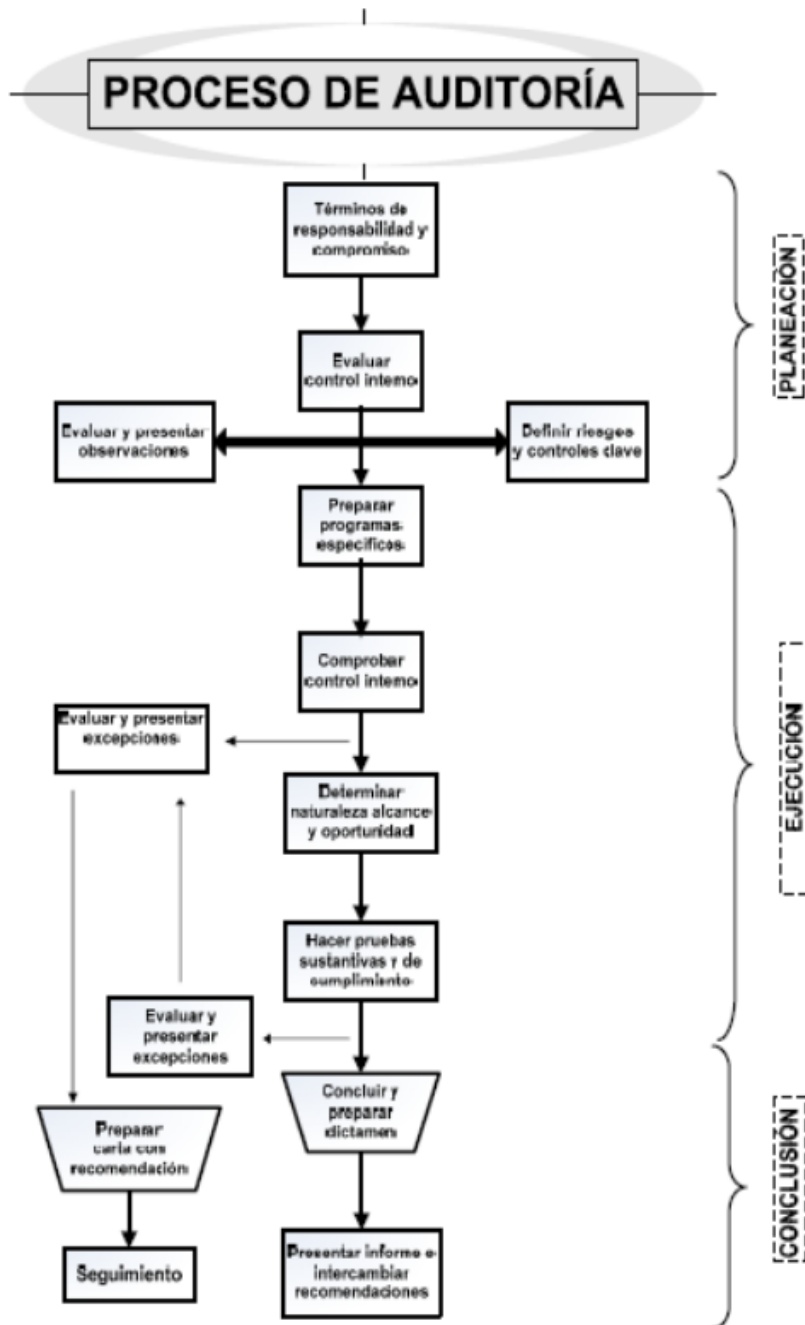 PROCESO DE AUDITORÍA
Términos de
responsabilidad y
compromiso
PLANEACIÓN
Evaluar
control interno
Evaluar y presentar
observaciones
Definir riesgos
y controles clave
Preparar
programas
específicos
Comprobar
control interno
Evaluar y presentar
excepciones
EJECUCIÓN
Determinar
naturaleza alcance
y oportunidad
Hacer pruebas
sustantivas y de
cumplimiento
Evaluar y
presentar
excepciones
Concluir y
preparar
dictamen
Preparar
carta con
recomendación
CONCLUSIÓN
Presentar informe e
intercambiar
recomendaciones
Seguimiento